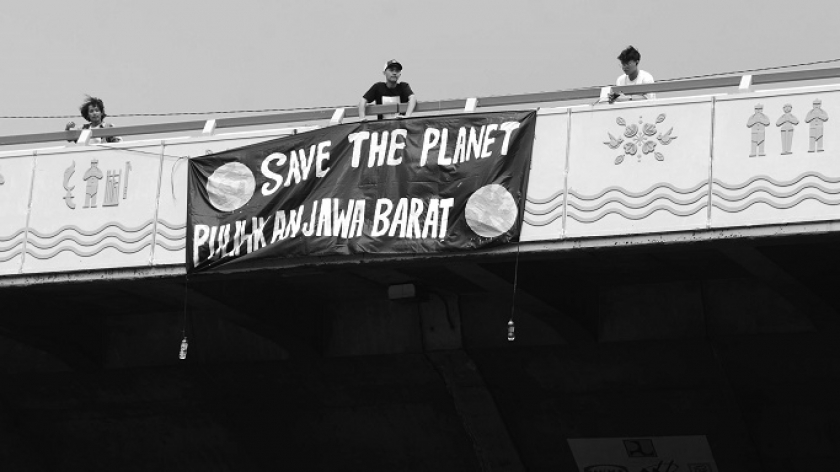 SAVE THE PLANET
PULIHKAN JAWA BARAT